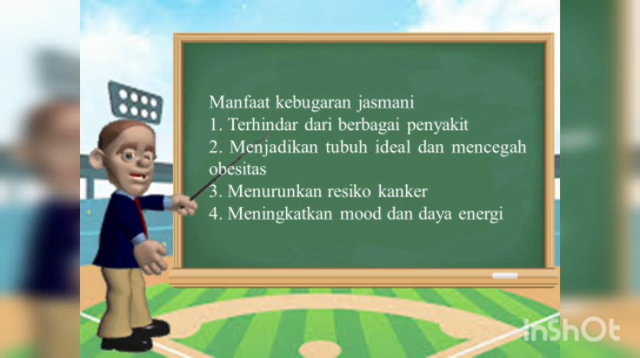 Manfaat kebugaran jasmani
1. Terhindar dari berbagai penyakit
2. Menjadikan tubuh ideal dan mencegah
obesitas
3. Menurunkan resiko kanker
4. Meningkatkan mood dan daya energi
InShOt